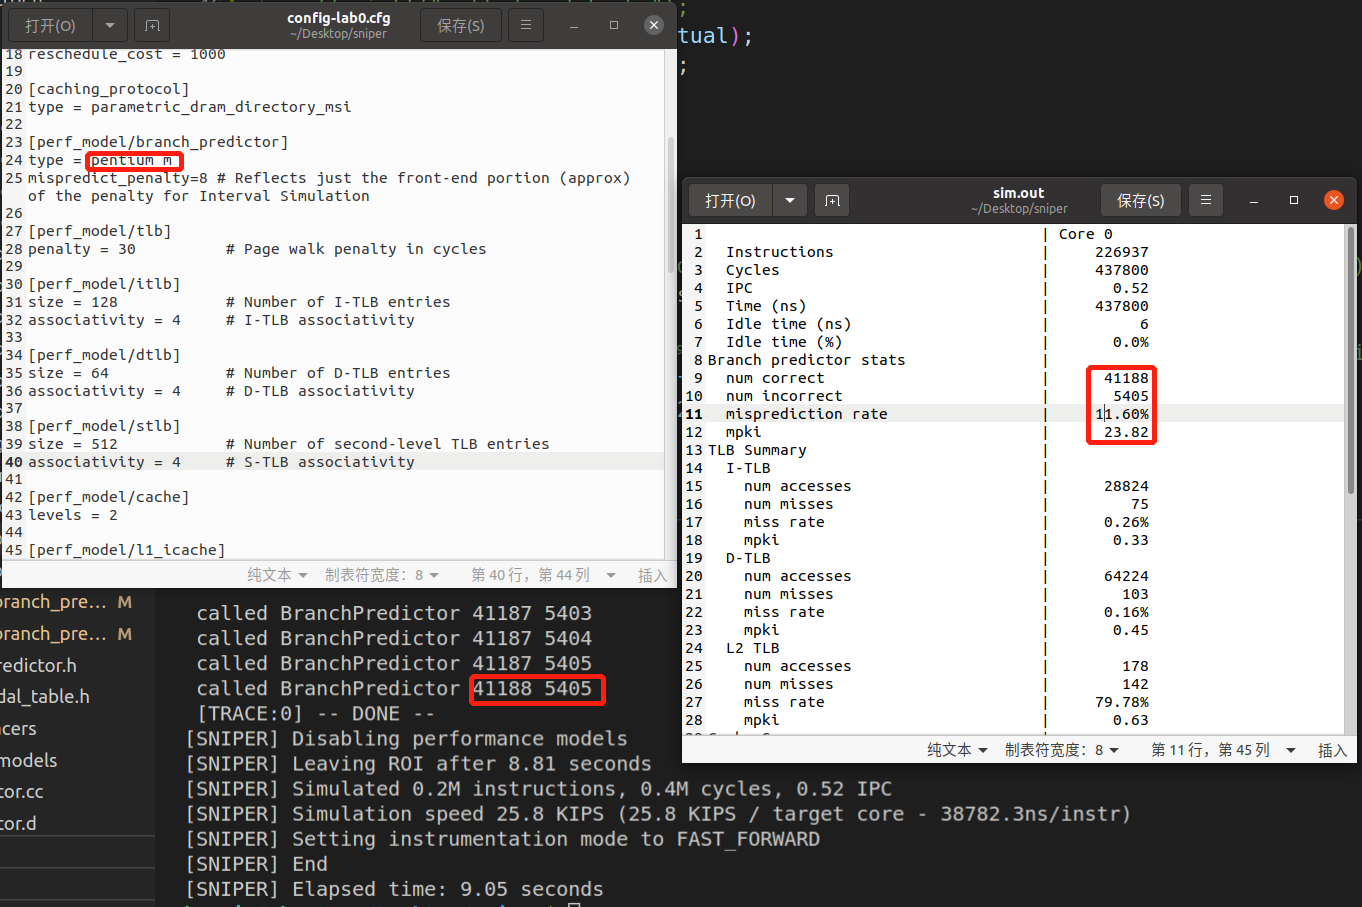 打开(O)
config-lab0.cfg
~/Desktop/sniper
保存(S)
18 reschedule_cost = 1000
19
20 [caching_protocol]
21 type = parametric_dram_directory_msi
22
23 [perf_model/branch_predictor]
24 type = pentium_m
25 mispredict_penalty=8 # Reflects just the front-end portion (approx)
of the penalty for Interval Simulation
26
27 [perf_model/tlb]
28 penalty = 30 # Page walk penalty in cycles
29
30 [perf_model/itlb]
31 size = 128 # Number of I-TLB entries
32 associativity = 4 # I-TLB associativity
33
34 [perf_model/dtlb]
35 size = 64 # Number of D-TLB entries
36 associativity = 4 # D-TLB associativity
37
38 [perf_model/stlb]
39 size = 512 # Number of second-level TLB entries
40 associativity = 4 # S-TLB associativity
41
42 [perf_model/cache]
43 levels = 2
44
45 [perf_model/l1_icache]
纯文本 制表符宽度：8 第 40 行，第 44 列 插入
tual);
;
打开(O)
sim.out
~/Desktop/sniper
保存(S)
1 | Core 0
2 Instructions | 226937
3 Cycles | 437800
4 IPC | 0.52
5 Time (ns) | 437800
6 Idle time (ns) | 6
7 Idle time (%) | 0.0%
8 Branch predictor stats |
9 num correct | 41188
10 num incorrect | 5405
11 misprediction rate | 11.60%
12 mpki | 23.82
13 TLB Summary |
14 I-TLB |
15 num accesses | 28824
16 num misses | 75
17 miss rate | 0.26%
18 mpki | 0.33
19 D-TLB |
20 num accesses | 64224
21 num misses | 103
22 miss rate | 0.16%
23 mpki | 0.45
24 L2 TLB |
25 num accesses | 178
26 num misses | 142
27 miss rate | 79.78%
28 mpki | 0.63
纯文本 制表符宽度：8 第 11 行，第 45 列 插入
ranch_pre... M
ranch_pre... M
redictor.h
dal_table.h
cers
models
tor.cc
tor.d
called BranchPredictor 41187 5403
called BranchPredictor 41187 5404
called BranchPredictor 41187 5405
called BranchPredictor 41188 5405
[TRACE:0] -- DONE --
[SNIPER] Disabling performance models
[SNIPER] Leaving ROI after 8.81 seconds
[SNIPER] Simulated 0.2M instructions, 0.4M cycles, 0.52 IPC
[SNIPER] Simulation speed 25.8 KIPS (25.8 KIPS / target core - 38782.3ns/instr)
[SNIPER] Setting instrumentation mode to FAST_FORWARD
[SNIPER] End
[SNIPER] Elapsed time: 9.05 seconds